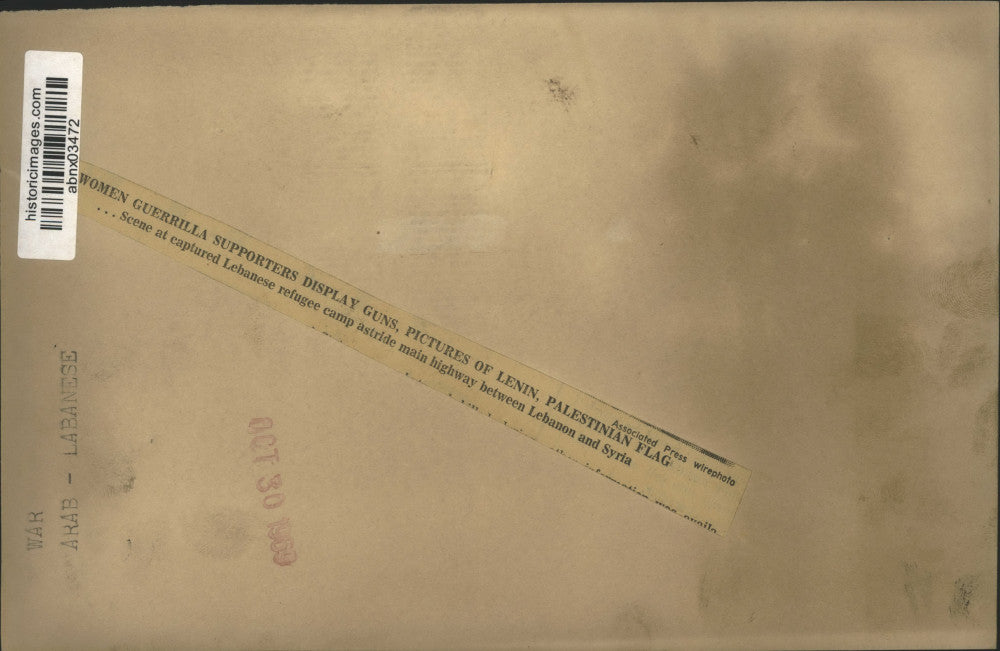 historicimages.com
abnx03472
Associated Press wirephoto
WOMEN GUERRILLA SUPPORTERS DISPLAY GUNS, PICTURES OF LENIN, PALESTINIAN FLAG
... Scene at captured Lebanese refugee camp astride main highway between Lebanon and Syria
WAR
ARAB - LABANESE
OCT 30 1969